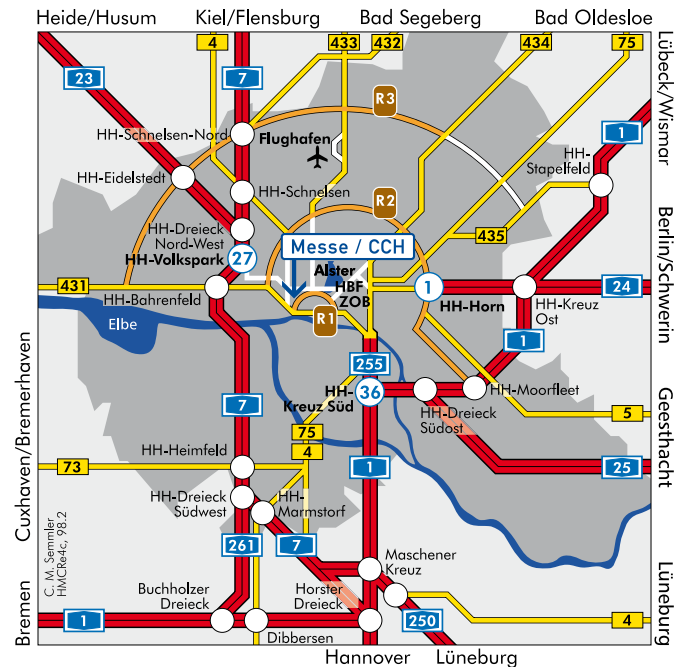 Heide/Husum
Kiel/Flensburg
Bad Segeberg
Bad Oldesloe
4
433
432
434
75
23
7
Lübeck/Wismar
R3
1
HH-Schnelsen-Nord
Flughafen
HH-
Stapelfeld
HH-Eidelstedt
HH-Schnelsen
R2
HH-Dreieck
Nord-West
HH-Volkspark
27
Messe / CCH
435
Berlin/Schwerin
Alster
HBF
ZOB
431
1
24
HH-Bahrenfeld
HH-Horn
HH-Kreuz
Ost
Elbe
R1
1
255
HH-
Kreuz Süd
36
HH-Moorfleet
7
HH-Dreieck
Südost
5
Geesthacht
75
4
Cuxhaven/Bremerhaven
HH-Heimfeld
73
1
25
HH-Dreieck
Südwest
HH-
Marmstorf
261
7
C. M. Semmler
HMCRe4c, 98.2
Maschener
Kreuz
Buchholzer
Dreieck
Horster
Dreieck
Lüneburg
Bremen
1
250
4
Dibbersen
Hannover
Lüneburg